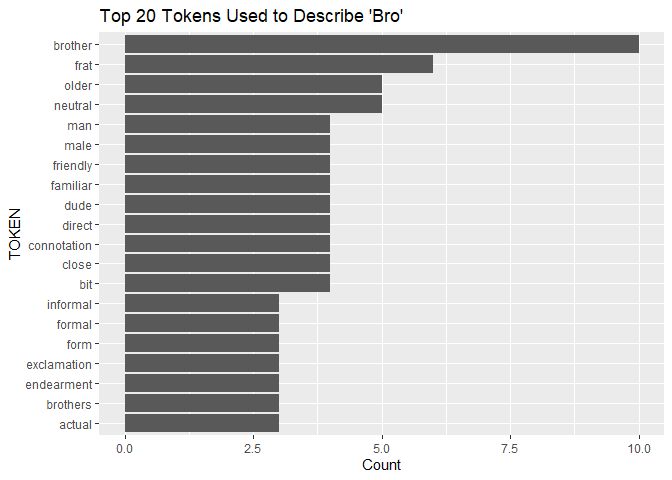 Top 20 Tokens Used to Describe 'Bro'
brother
frat
older
neutral
man
male
friendly
familiar
dude
direct
connotation
close
bit
informal
formal
form
exclamation
endearment
brothers
actual
TOKEN
0.0 2.5 5.0 7.5 10.0
Count